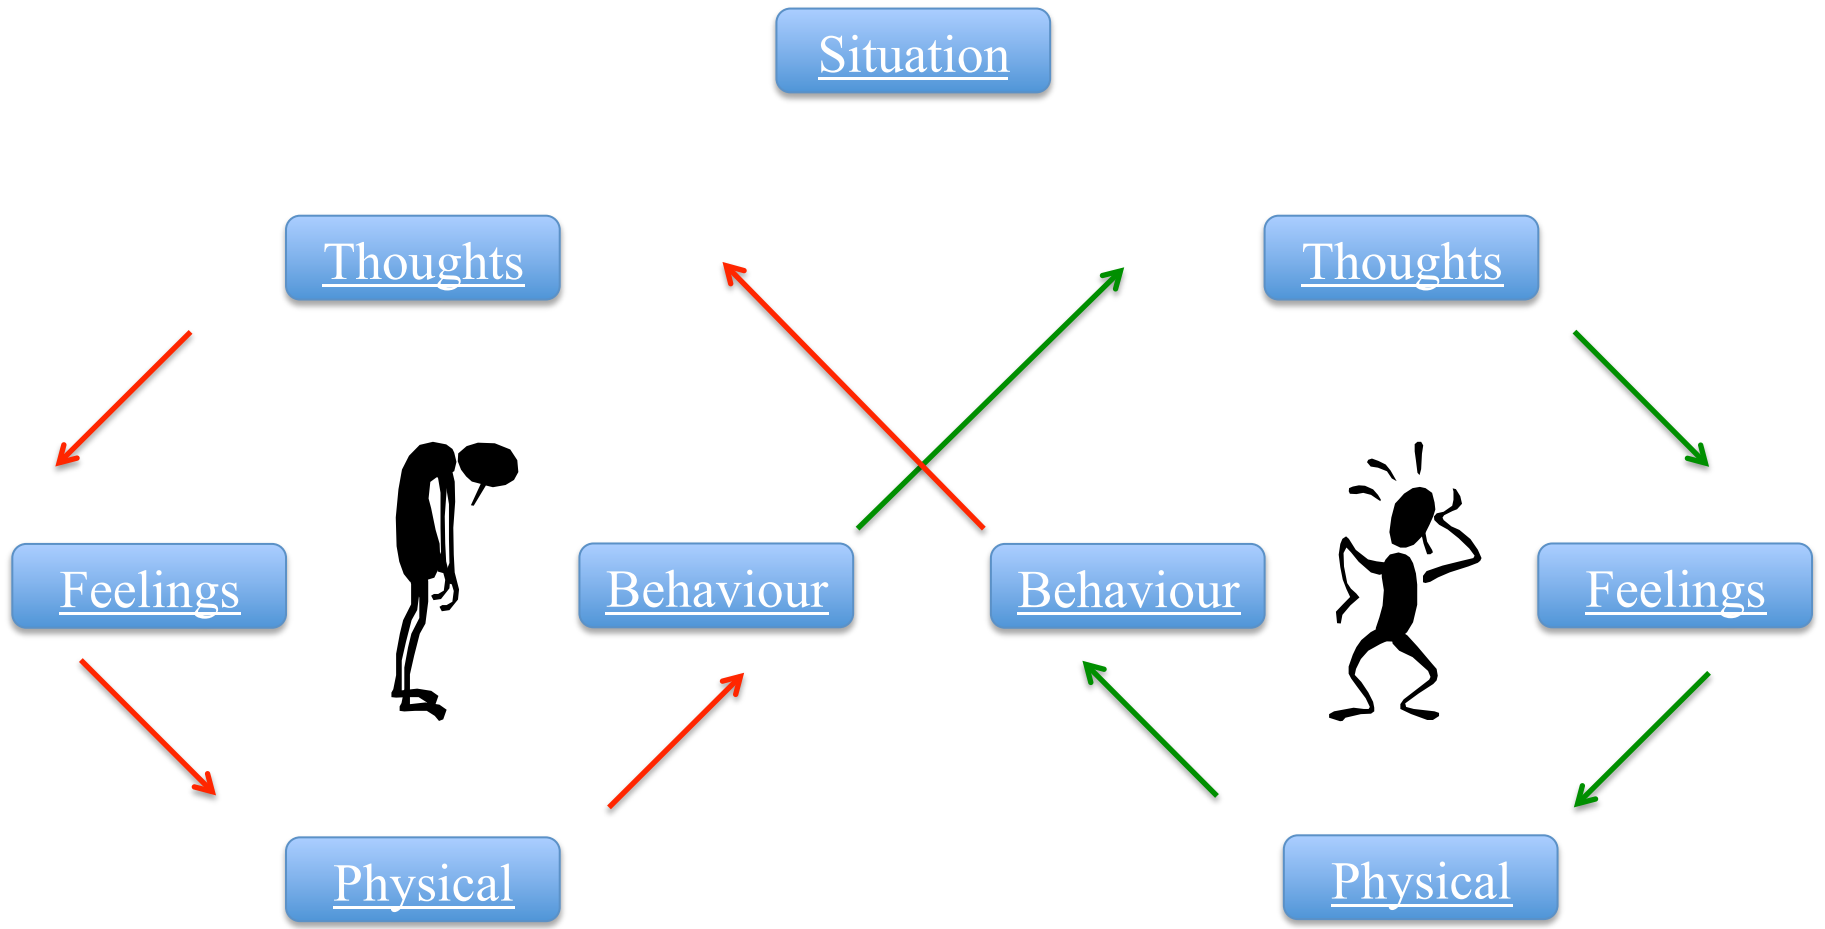 Situation
Thoughts
Thoughts
Feelings
Behaviour
Behaviour
Feelings
Physical
Physical